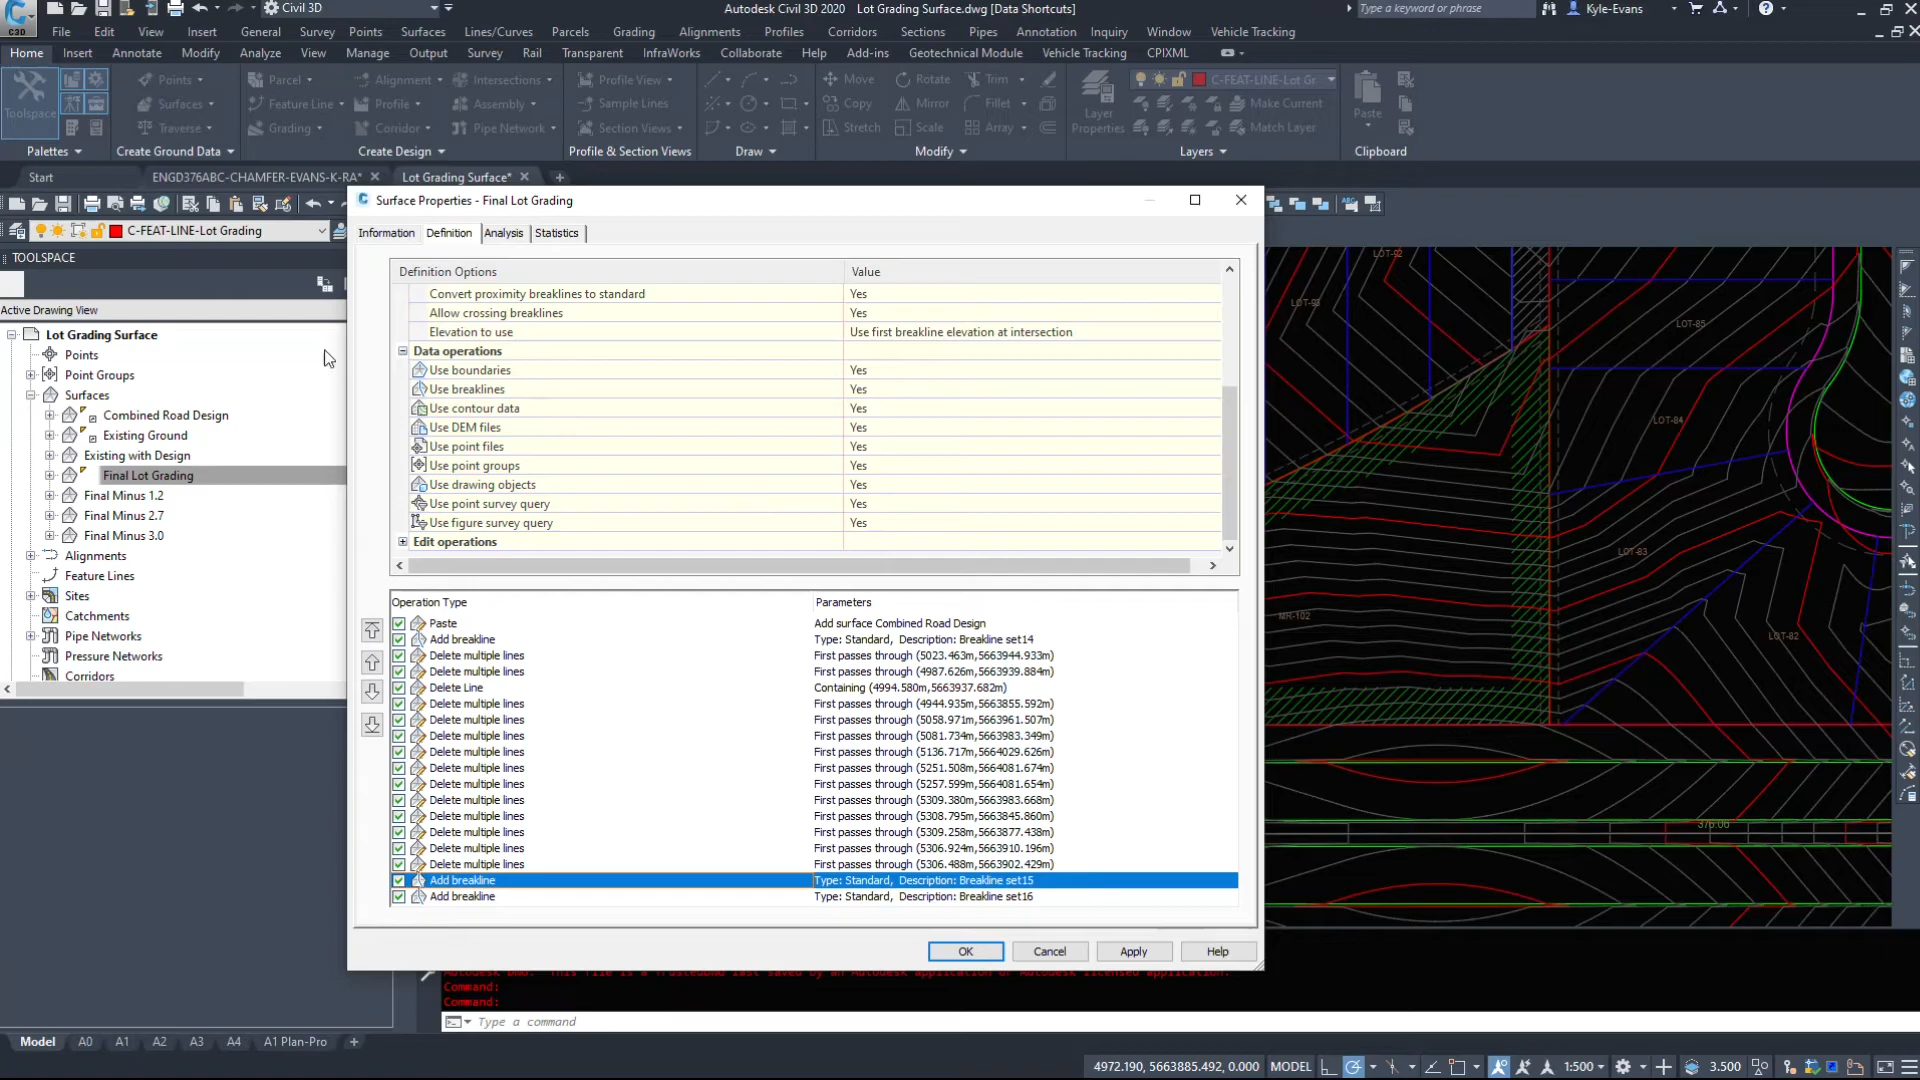 Civil 3D
Autodesk Civil 3D 2020 Lot Grading Surface.dwg [Data Shortcuts]
Type a keyword or phrase
Kyle-Evans
C3D
File Edit View Insert General Survey Points Surfaces Lines/Curves Parcels Grading Alignments Profiles Corridors Sections Pipes Annotation Inquiry Window Vehicle Tracking
Home Insert Annotate Modify Analyze View Manage Output Survey Rail Transparent InfraWorks Collaborate Help Add-ins Geotechnical Module Vehicle Tracking CPIXML
Toolspace
Points Parcel Alignment Intersections Profile View Move Rotate Trim C-FEAT-LINE-Lot Gr
Surfaces Feature Line Profile Assembly Sample Lines Copy Mirror Fillet Make Current
Traverse Grading Corridor Pipe Network Section Views Stretch Scale Array Match Layer
Layer Properties
Paste
Palettes Create Ground Data Create Design Profile & Section Views Draw Modify Layers Clipboard
Start ENGD376ABC-CHAMFER-EVANS-K-RA* Lot Grading Surface*
C-FEAT-LINE-Lot Grading
TOOLSPACE
Active Drawing View
Lot Grading Surface
Points
Point Groups
Surfaces
Combined Road Design
Existing Ground
Existing with Design
Final Lot Grading
Final Minus 1.2
Final Minus 2.7
Final Minus 3.0
Alignments
Feature Lines
Sites
Catchments
Pipe Networks
Pressure Networks
Corridors
Surface Properties - Final Lot Grading
Information Definition Analysis Statistics
Definition Options Value
Convert proximity breaklines to standard Yes
Allow crossing breaklines Yes
Elevation to use Use first breakline elevation at intersection
Data operations
Use boundaries Yes
Use breaklines Yes
Use contour data Yes
Use DEM files Yes
Use point files Yes
Use point groups Yes
Use drawing objects Yes
Use point survey query Yes
Use figure survey query Yes
Edit operations
Operation Type Parameters
Paste Add surface Combined Road Design
Add breakline Type: Standard, Description: Breakline set14
Delete multiple lines First passes through (5023.463m,5663944.933m)
Delete multiple lines First passes through (4987.626m,5663939.884m)
Delete Line Containing (4994.580m,5663937.682m)
Delete multiple lines First passes through (4944.935m,5663855.592m)
Delete multiple lines First passes through (5058.971m,5663961.507m)
Delete multiple lines First passes through (5081.734m,5663983.349m)
Delete multiple lines First passes through (5136.717m,5664029.626m)
Delete multiple lines First passes through (5251.508m,5664081.674m)
Delete multiple lines First passes through (5257.599m,5664081.654m)
Delete multiple lines First passes through (5309.380m,5663983.668m)
Delete multiple lines First passes through (5308.795m,5663845.860m)
Delete multiple lines First passes through (5309.258m,5663877.438m)
Delete multiple lines First passes through (5306.924m,5663910.196m)
Delete multiple lines First passes through (5306.488m,5663902.429m)
Add breakline Type: Standard, Description: Breakline set15
Add breakline Type: Standard, Description: Breakline set16
OK Cancel Apply Help
LOT-92
LOT-93
LOT-85
LOT-84
LOT-83
MR-102
LOT-82
Command:
Command:
Type a command
Model A0 A1 A2 A3 A4 A1 Plan-Pro
4972.190, 5663885.492, 0.000 MODEL 1:500 3.500